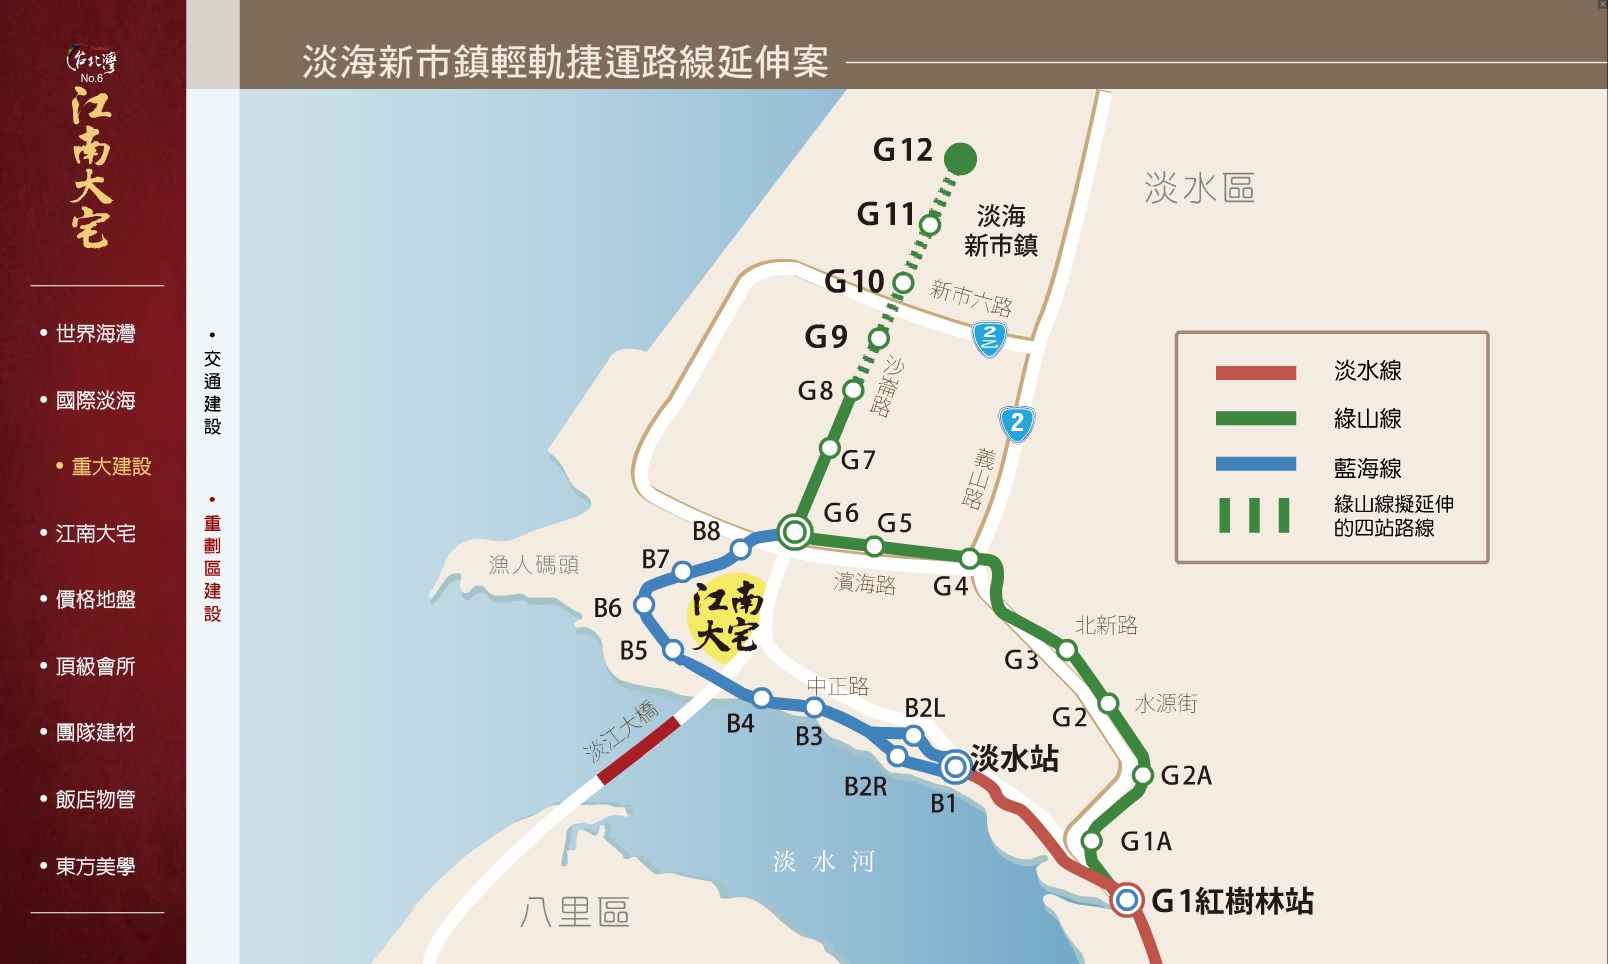 台北灣
No.6
江南大宅
• 世界海灣
• 國際淡海
• 重大建設
• 江南大宅
• 價格地盤
• 頂級會所
• 團隊建材
• 飯店物管
• 東方美學
• 交通建設
• 重劃區建設
淡海新市鎮輕軌捷運路線延伸案
G12
淡水區
G11
淡海
新市鎮
G10
新市六路
2乙
G9
沙崙路
G8
2
G7
義山路
淡水線
綠山線
藍海線
綠山線擬延伸
的四站路線
G6
G5
B8
B7
漁人碼頭
濱海路
G4
江南
大宅
B6
北新路
B5
G3
中正路
水源街
B2L
G2
B4
B3
淡江大橋
淡水站
G2A
B2R
B1
G1A
淡水河
八里區
G1紅樹林站